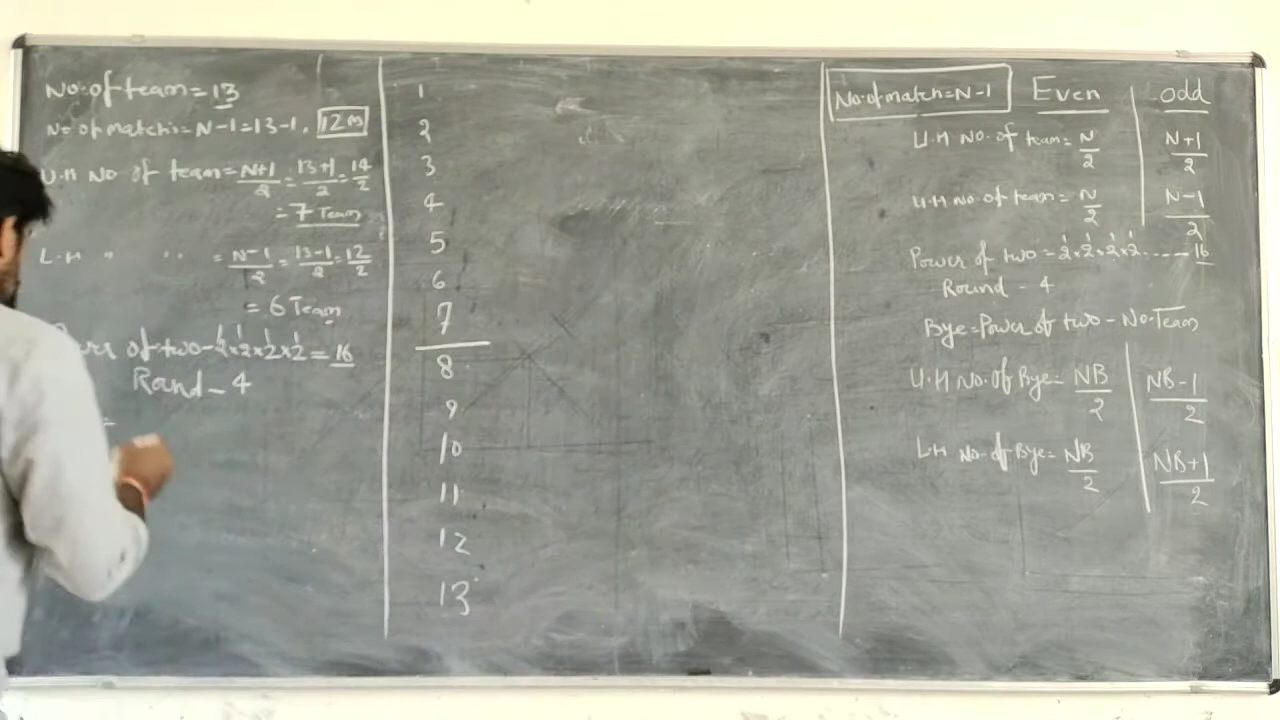 No. of team = 13
No of match = N-1 = 13-1 . 12 m
U.H No of team = N+1/2 = 13+1/2 = 14/2
= 7 Team
L.H " " = N-1/2 = 13-1/2 = 12/2
= 6 Team
of two - 2×2×2×2 = 16
Round - 4
=
1
2
3
4
5
6
7
8
9
10
11
12
13
No. of match = N-1
Even
odd
U.H No. of team = N/2
N+1/2
U.H No of team = N/2
N-1/2
Power of two = 2×2×2×2 ..... 16
Round - 4
Bye = Power of two - No. Team
U.H No. of Bye = NB/2
NB-1/2
L.H No. of Bye = NB/2
NB+1/2